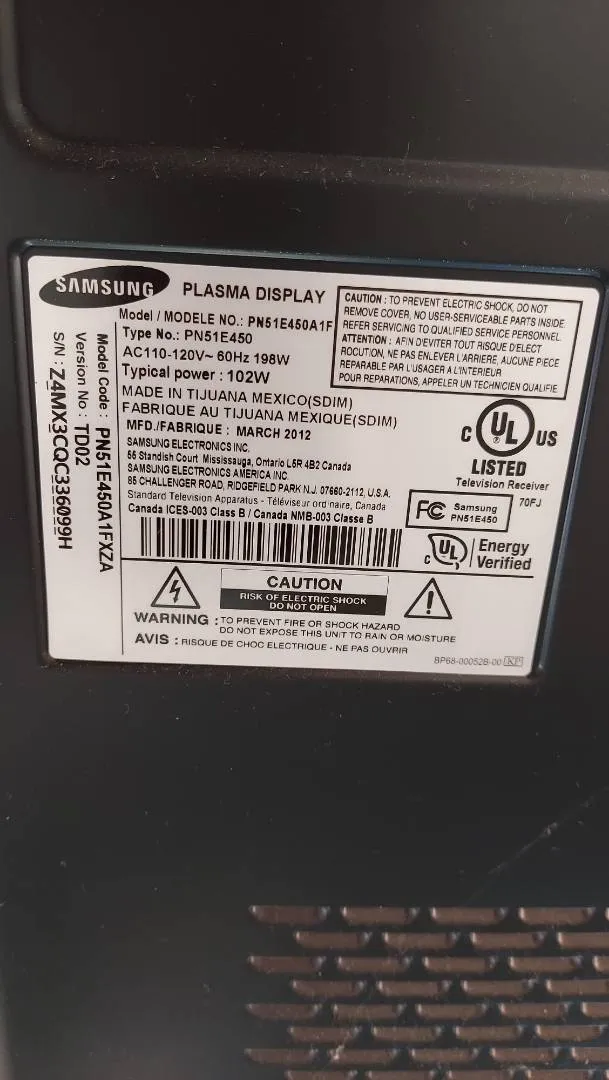 SAMSUNG
PLASMA DISPLAY
Model / MODELE NO.: PN51E450A1F
Type No.: PN51E450
AC110-120V~ 60Hz 198W
Typical power : 102W
MADE IN TIJUANA MEXICO(SDIM)
FABRIQUE AU TIJUANA MEXIQUE(SDIM)
MFD./FABRIQUE : MARCH 2012
SAMSUNG ELECTRONICS INC.
55 Standish Court Mississauga, Ontario L5R 4B2 Canada
SAMSUNG ELECTRONICS AMERICA INC.
85 CHALLENGER ROAD, RIDGEFIELD PARK N.J. 07660-2112, U.S.A.
Standard Television Apparatus - Téléviseur ordinaire, Canada
Canada ICES-003 Class B / Canada NMB-003 Classe B
CAUTION : TO PREVENT ELECTRIC SHOCK, DO NOT
REMOVE COVER, NO USER-SERVICEABLE PARTS INSIDE.
REFER SERVICING TO QUALIFIED SERVICE PERSONNEL.
ATTENTION : AFIN D'EVITER TOUT RISQUE D'ELECT
ROCUTION, NE PAS ENLEVER L'ARRIERE, AUCUNE PIECE
REPARABLE PAR L'USAGER A L'INTERIEUR
POUR REPARATIONS, APPELER UN TECHNICIEN QUALIFIE
C UL US
LISTED
Television Receiver
70FJ
FC Samsung
PN51E450
C UL Energy
Verified
Model Code : PN51E450A1FXZA
Version No : TD02
S/N : Z4MX3CQC336099H
CAUTION
RISK OF ELECTRIC SHOCK
DO NOT OPEN
WARNING : TO PREVENT FIRE OR SHOCK HAZARD
DO NOT EXPOSE THIS UNIT TO RAIN OR MOISTURE
AVIS : RISQUE DE CHOC ELECTRIQUE - NE PAS OUVRIR
BP68-00052B-00 KP